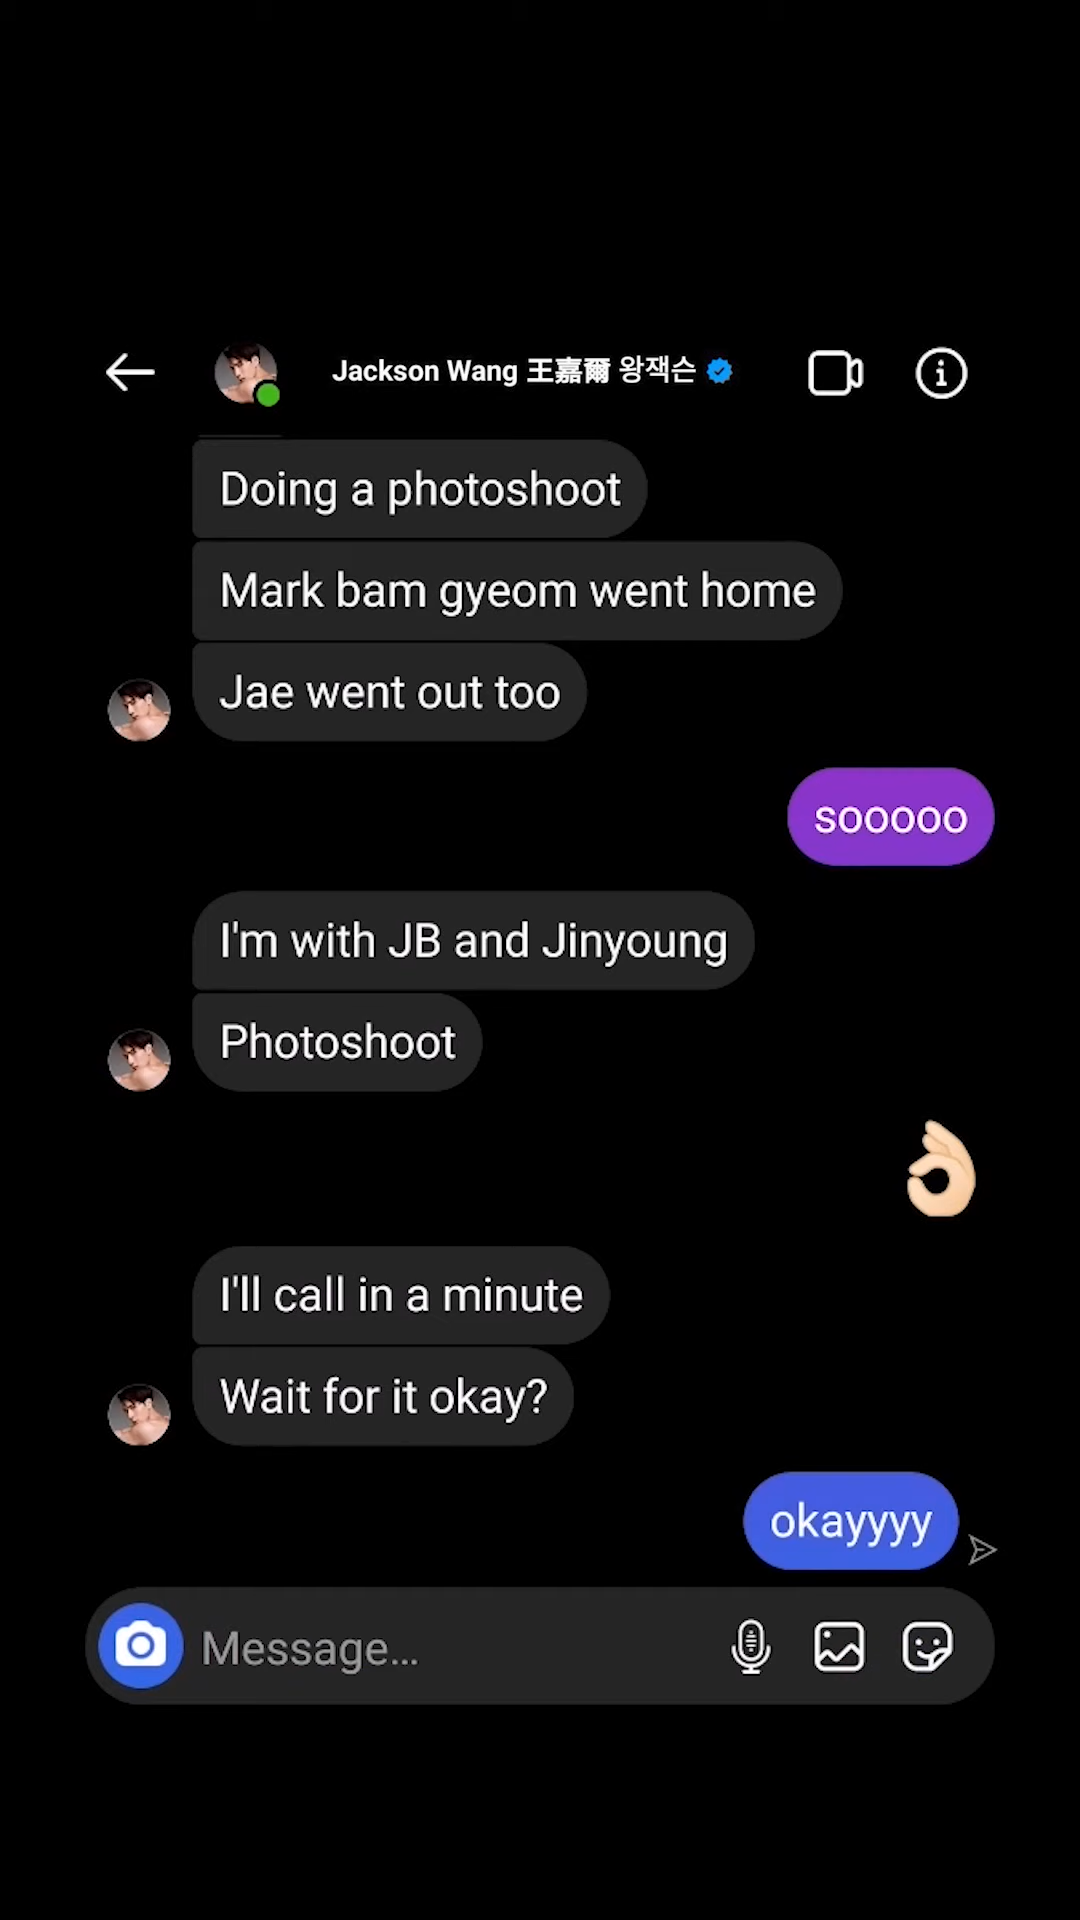 Jackson Wang 王嘉爾 왕잭슨
Doing a photoshoot
Mark bam gyeom went home
Jae went out too
sooooo
I'm with JB and Jinyoung
Photoshoot
I'll call in a minute
Wait for it okay?
okayyyy
Message...